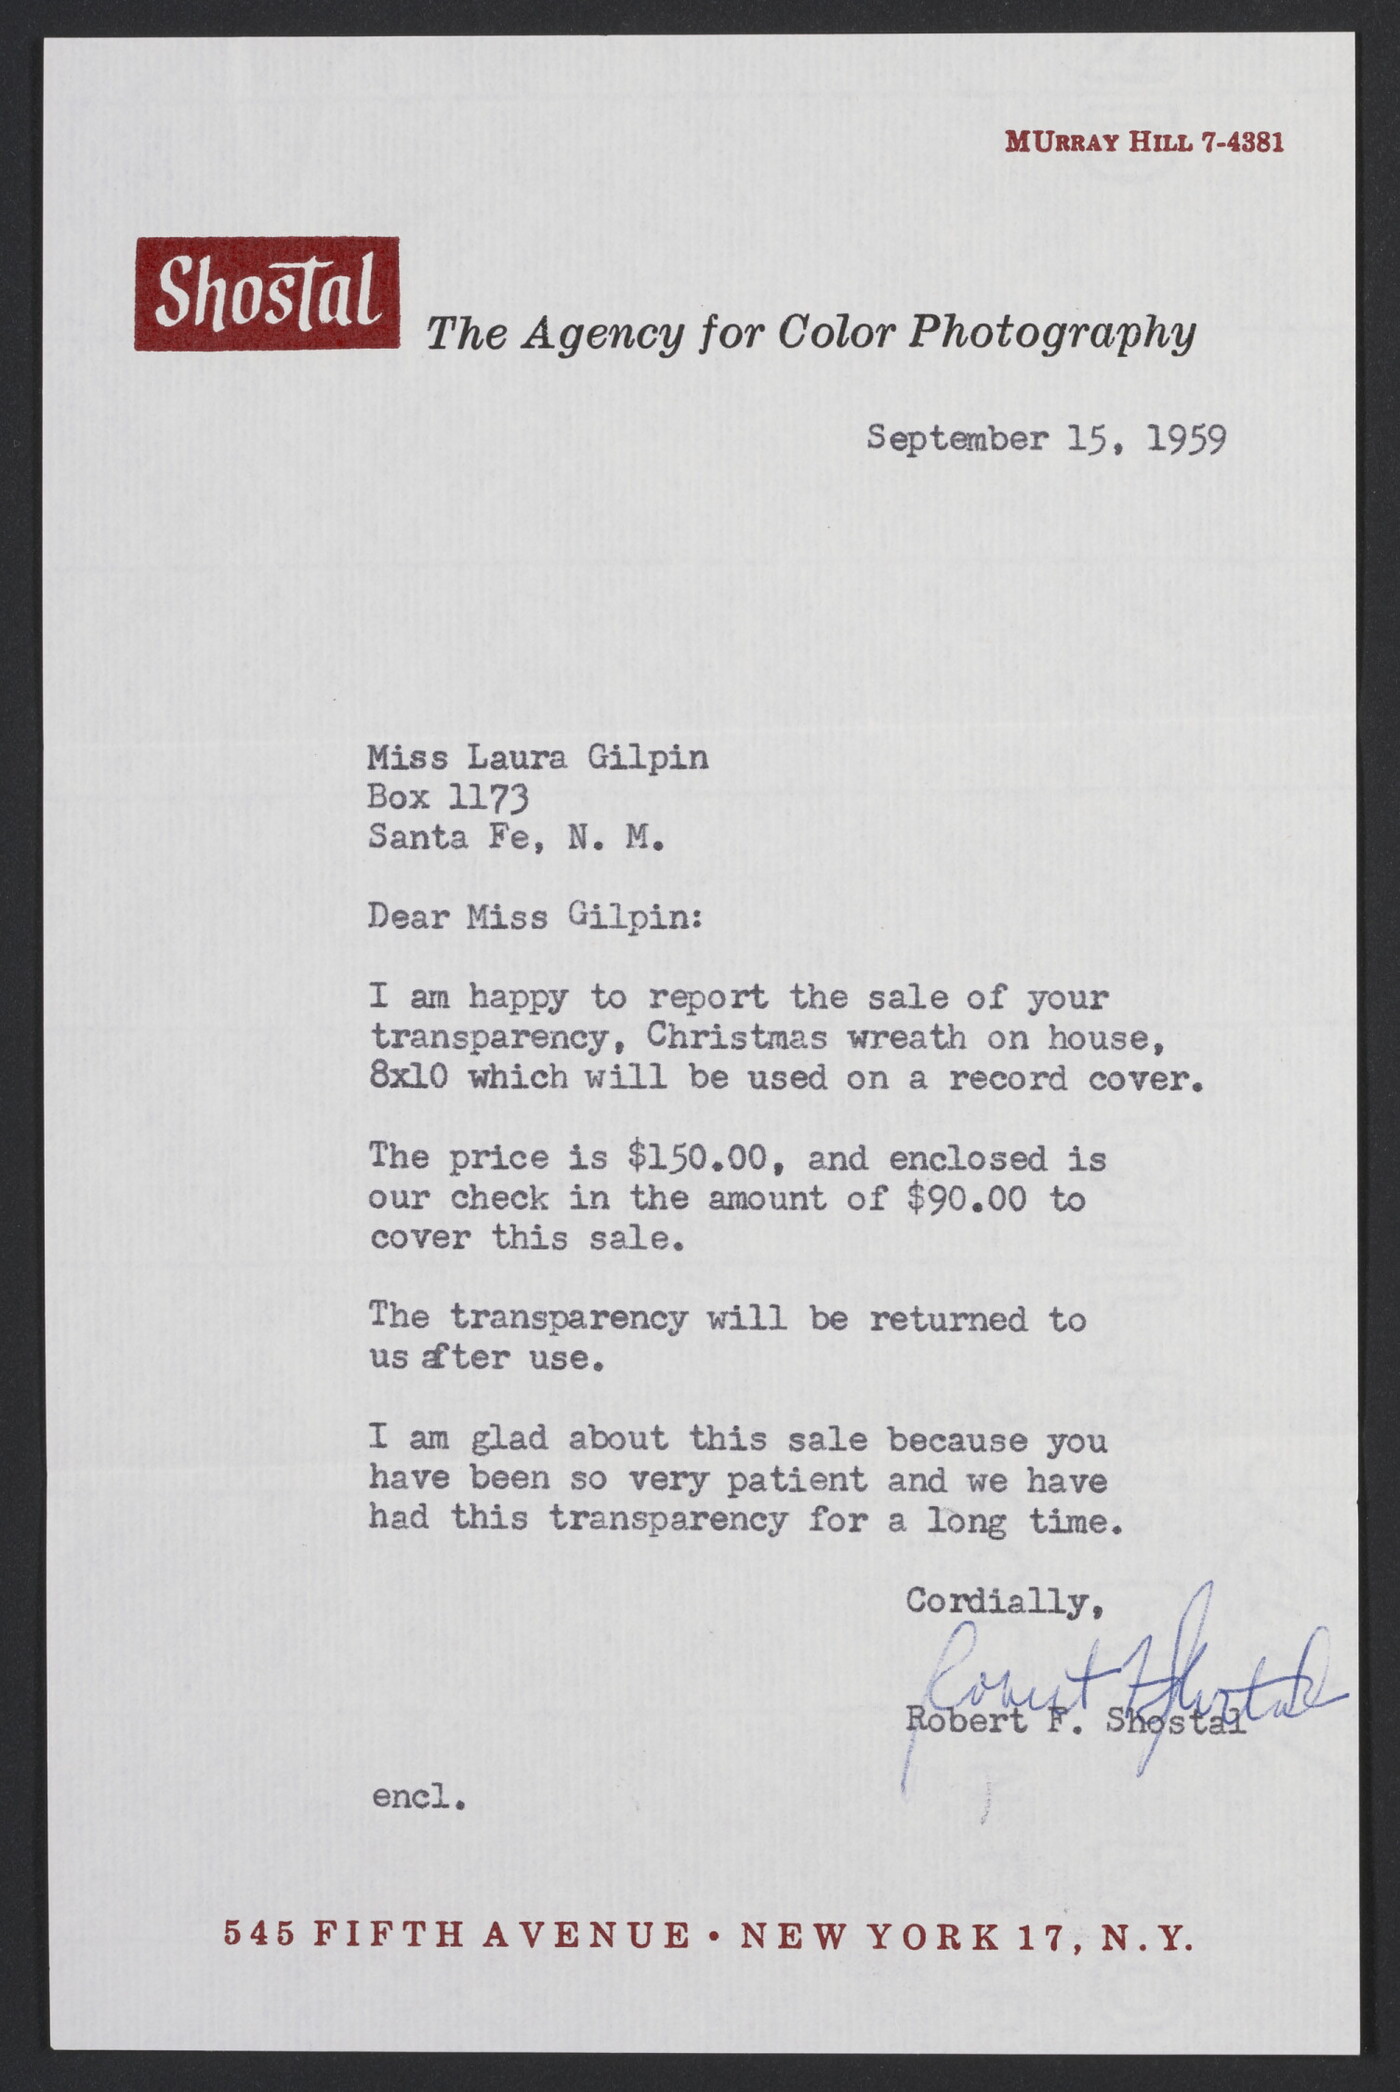 MURRAY HILL 7-4381
Shostal
The Agency for Color Photography
September 15, 1959
Miss Laura Gilpin
Box 1173
Santa Fe, N. M.
Dear Miss Gilpin:
I am happy to report the sale of your
transparency, Christmas wreath on house,
8x10 which will be used on a record cover.
The price is $150.00, and enclosed is
our check in the amount of $90.00 to
cover this sale.
The transparency will be returned to
us after use.
I am glad about this sale because you
have been so very patient and we have
had this transparency for a long time.
Cordially,
Robert F Shostal
Robert F. Shostal
encl.
545 FIFTH AVENUE • NEW YORK 17, N.Y.